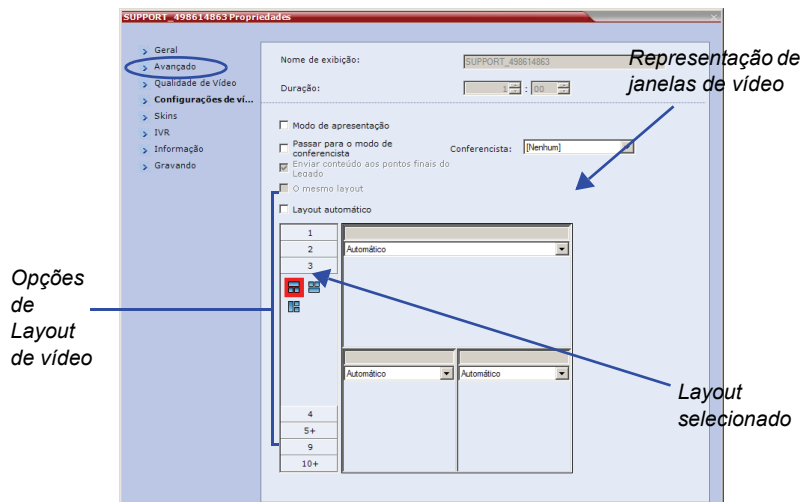 SUPPORT_498614863 Propriedades
Geral
Avançado
Qualidade de Vídeo
Configurações de ví...
Skins
IVR
Informação
Gravando
Nome de exibição:
SUPPORT_498614863
Duração:
1 : 00
Modo de apresentação
Passar para o modo de
conferencista
Conferencista:
[Nenhum]
Enviar conteúdo aos pontos finais do
Legado
O mesmo layout
Layout automático
1
2
3
4
5+
9
10+
Automático
Automático
Automático
Representação de
janelas de vídeo
Opções
de
Layout
de vídeo
Layout
selecionado